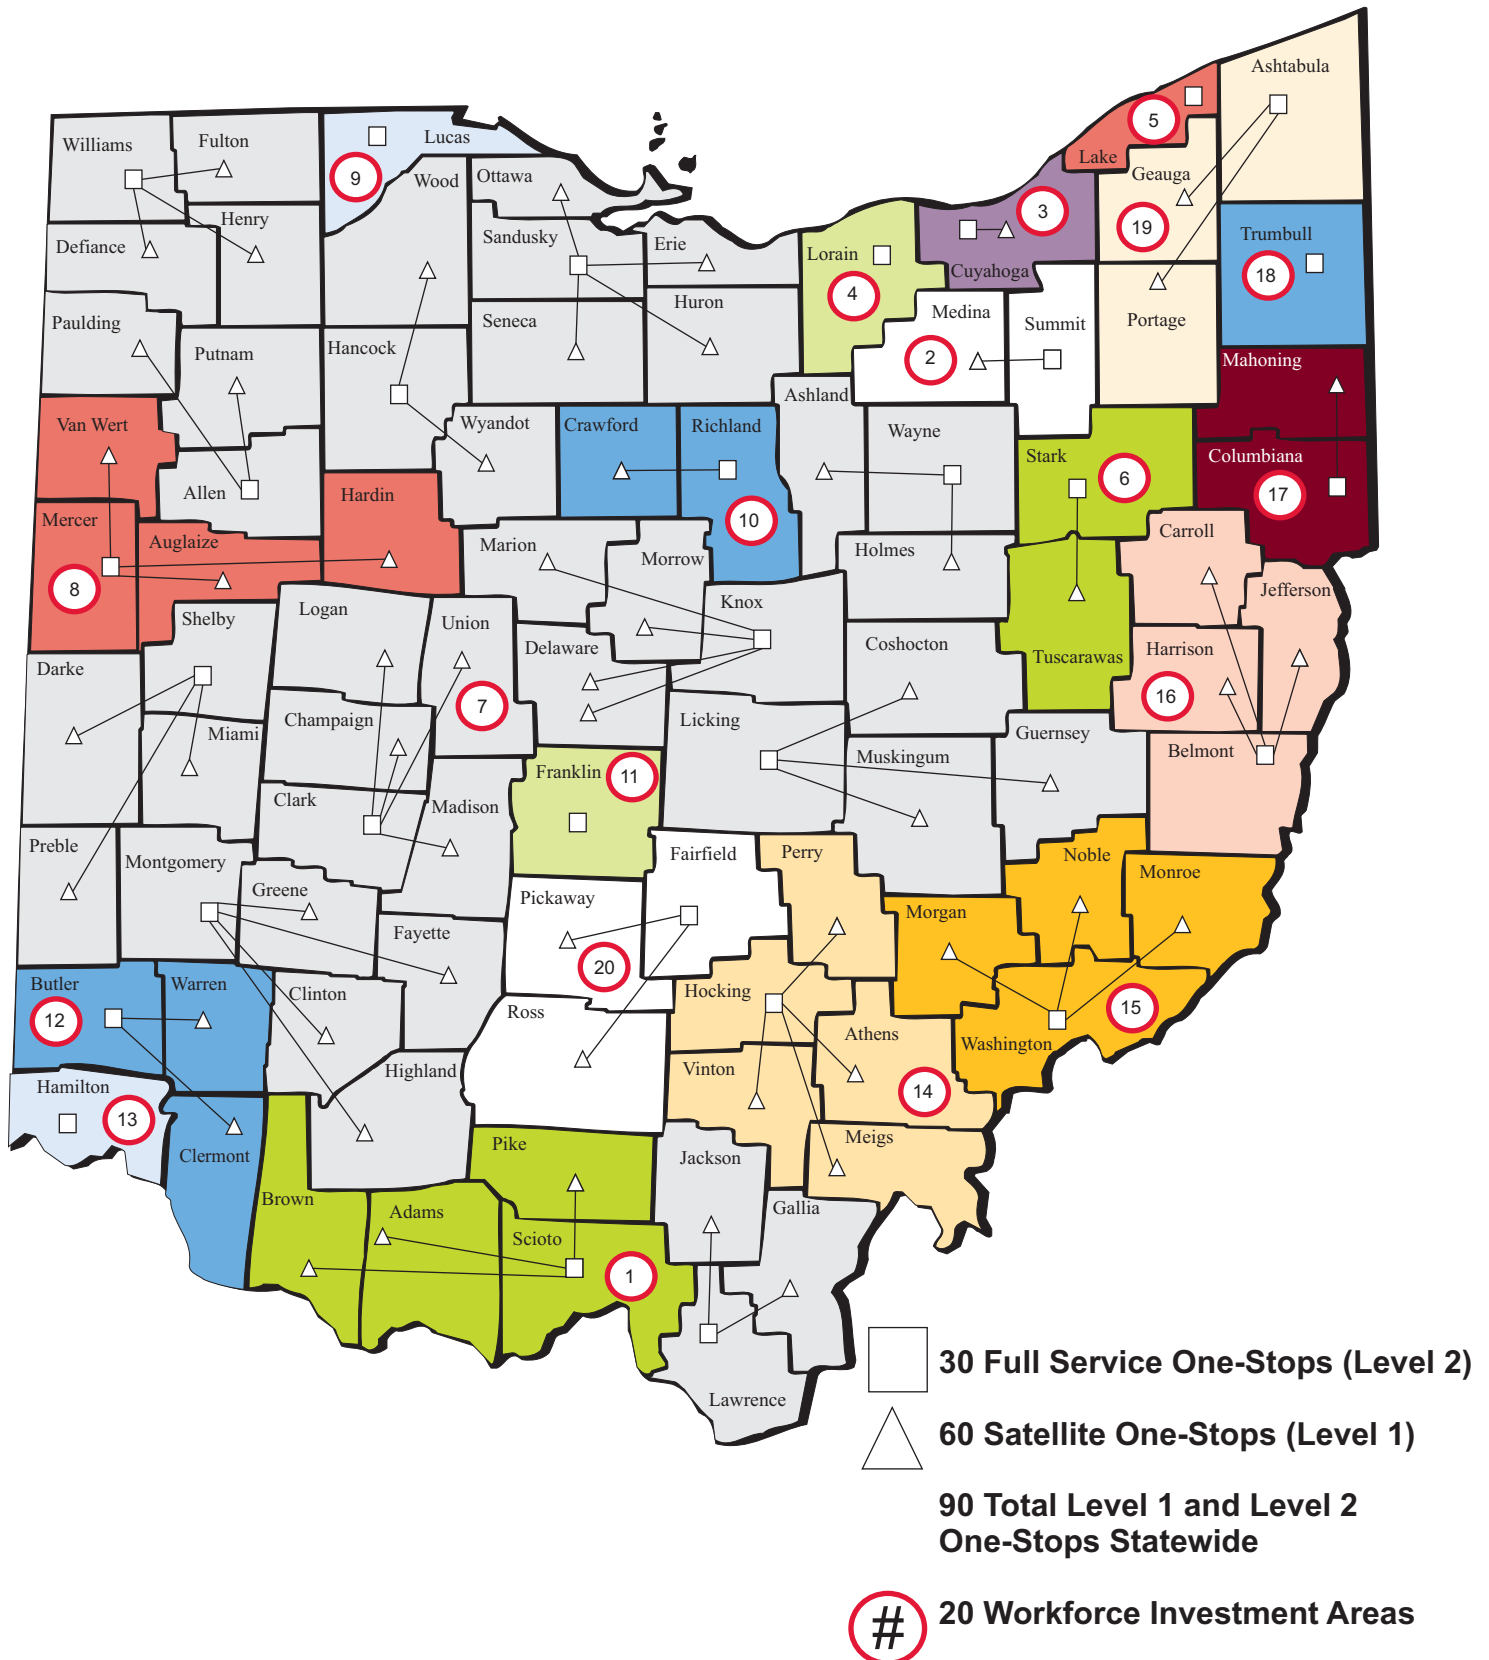 Ashtabula
5
Lake
Williams
Fulton
Lucas
9
Wood
Ottawa
Geauga
3
19
Henry
Defiance
Sandusky
Erie
Lorain
Cuyahoga
Trumbull
18
4
Huron
Medina
Summit
Portage
Paulding
Seneca
Putnam
Hancock
2
Mahoning
Ashland
Van Wert
Wyandot
Crawford
Richland
Wayne
Stark
Columbiana
6
Allen
Hardin
17
Mercer
10
Auglaize
Marion
Morrow
Holmes
Carroll
8
Jefferson
Shelby
Logan
Union
Knox
Delaware
Coshocton
Tuscarawas
Harrison
Darke
16
7
Champaign
Licking
Miami
Guernsey
Muskingum
Belmont
Franklin
11
Clark
Madison
Preble
Montgomery
Fairfield
Perry
Noble
Monroe
Greene
Pickaway
Morgan
Fayette
20
Butler
Warren
Clinton
Hocking
12
Ross
15
Athens
Washington
Hamilton
Highland
Vinton
13
14
Meigs
Clermont
Pike
Jackson
Brown
Adams
Gallia
Scioto
1
Lawrence
30 Full Service One-Stops (Level 2)
60 Satellite One-Stops (Level 1)
90 Total Level 1 and Level 2
One-Stops Statewide
# 20 Workforce Investment Areas